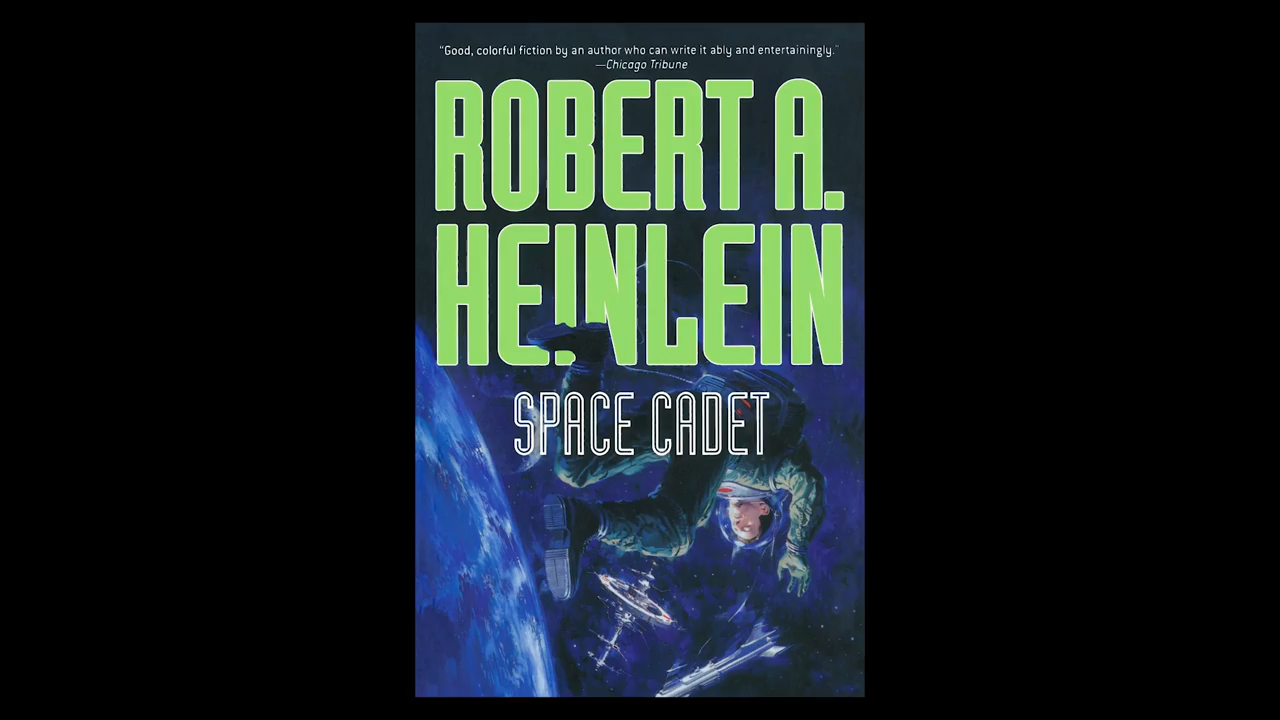 “Good, colorful fiction by an author who can write it ably and entertainingly.”
—Chicago Tribune
ROBERT A.
HEINLEIN
SPACE CADET